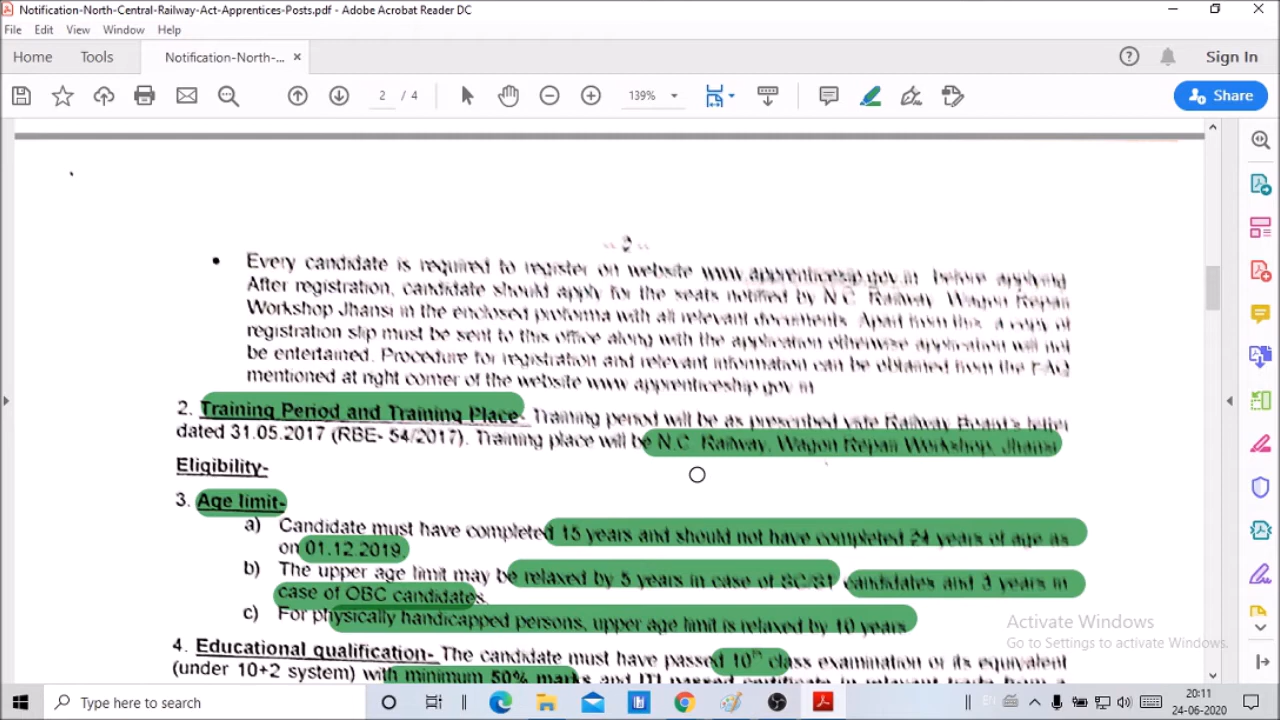 Notification-North-Central-Railway-Act-Apprentices-Posts.pdf - Adobe Acrobat Reader DC
File Edit View Window Help
Home Tools Notification-North-... × Sign In
2 / 4 139% Share
-- 2 --
• Every candidate is required to register on website www.apprenticeship.gov.in before applying
After registration, candidate should apply for the seats notified by N.C. Railway, Wagon Repair
Workshop Jhansi in the enclosed proforma with all relevant documents. Apart from this, a copy of
registration slip must be sent to this office along with the application otherwise application will not
be entertained. Procedure for registration and relevant information can be obtained from the FAQ
mentioned at right corner of the website www.apprenticeship.gov.in
2. Training Period and Training Place- Training period will be as prescribed vide Railway Board's letter
dated 31.05.2017 (RBE- 54/2017). Training place will be N.C. Railway, Wagon Repair Workshop, Jhansi
Eligibility-
3. Age limit-
a) Candidate must have completed 15 years and should not have completed 24 years of age as
on 01.12.2019
b) The upper age limit may be relaxed by 5 years in case of SC/ST candidates and 3 years in
case of OBC candidates.
c) For physically handicapped persons, upper age limit is relaxed by 10 years
4. Educational qualification- The candidate must have passed 10th class examination or its equivalent
(under 10+2 system) with minimum 50% marks and ITI passed certificate in relevant trade from a
Activate Windows
Go to Settings to activate Windows.
Type here to search
20:11
24-06-2020